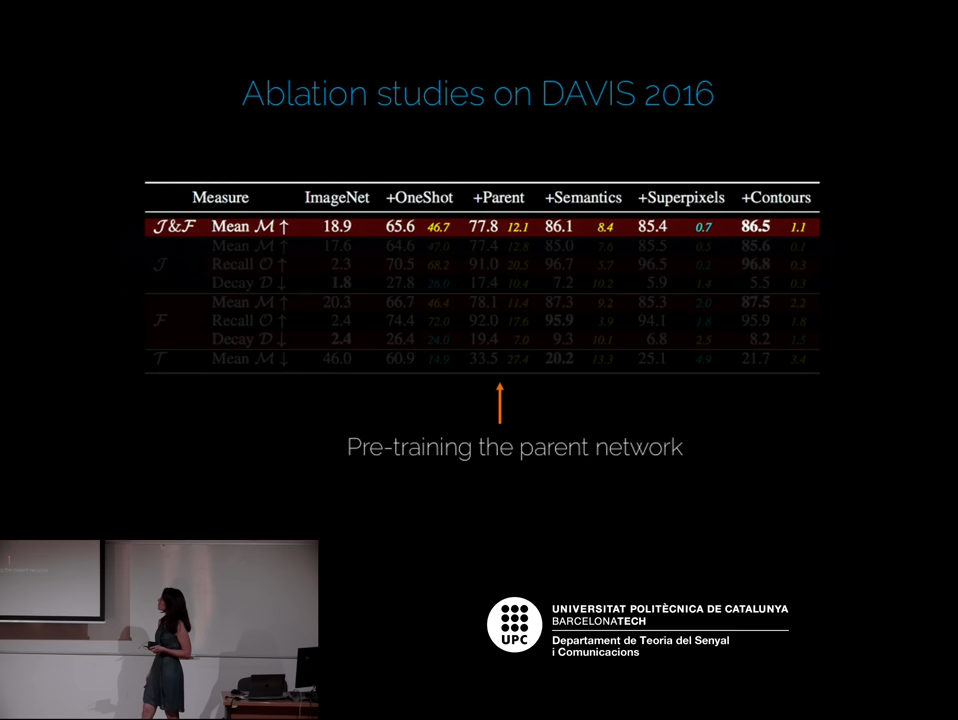 Ablation studies on DAVIS 2016
Measure ImageNet +OneShot +Parent +Semantics +Superpixels +Contours
J&F Mean M ↑ 18.9 65.6 46.7 77.8 12.1 86.1 8.4 85.4 0.7 86.5 1.1
J Mean M ↑ 17.6 64.6 47.0 77.4 12.8 85.0 7.6 85.5 0.5 85.6 0.1
Recall O ↑ 2.3 70.5 68.2 91.0 20.5 96.7 5.7 96.5 0.2 96.8 0.3
Decay D ↓ 1.8 27.8 26.0 17.4 10.4 7.2 10.2 5.9 1.4 5.5 0.3
F Mean M ↑ 20.3 66.7 46.4 78.1 11.4 87.3 9.2 85.3 2.0 87.5 2.2
Recall O ↑ 2.4 74.4 72.0 92.0 17.6 95.9 3.9 94.1 1.8 95.9 1.8
Decay D ↓ 2.4 26.4 24.0 19.4 7.0 9.3 10.1 6.8 2.5 8.2 1.5
T Mean M ↓ 46.0 60.9 14.9 33.5 27.4 20.2 13.3 25.1 4.9 21.7 3.4
Pre-training the parent network
UPC
UNIVERSITAT POLITÈCNICA DE CATALUNYA
BARCELONATECH
Departament de Teoria del Senyal
i Comunicacions